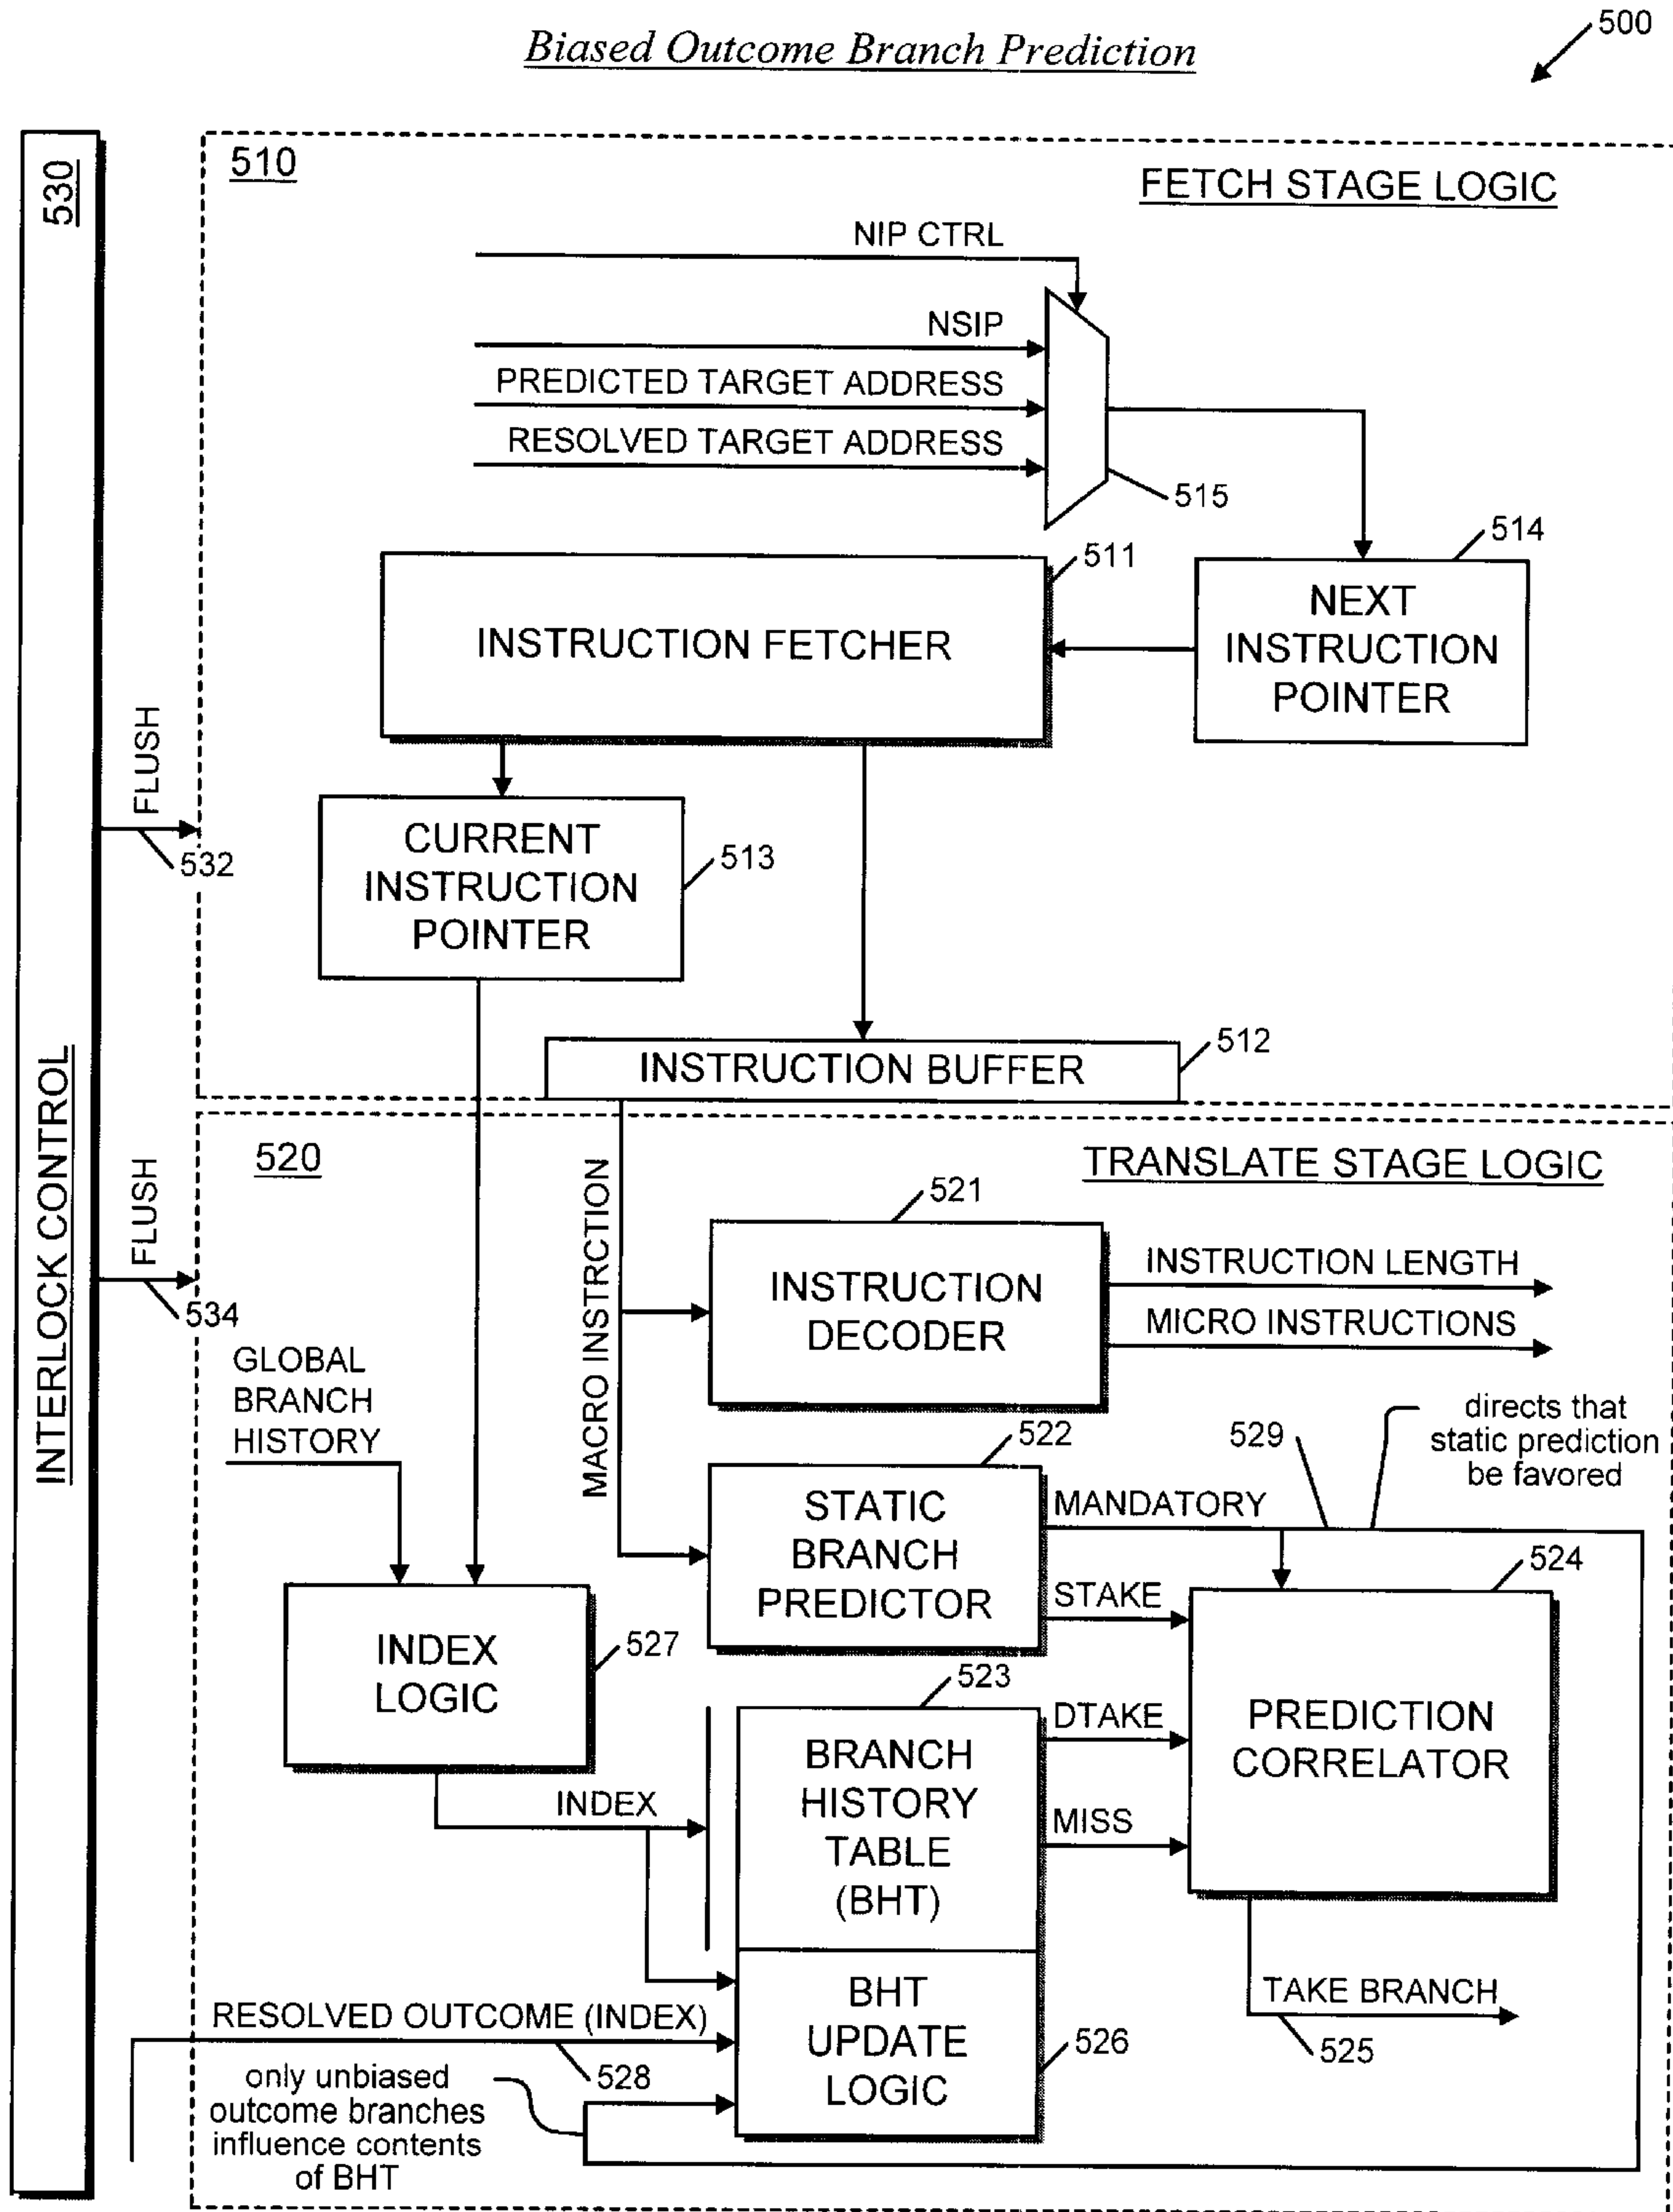 Biased Outcome Branch Prediction
500
530
INTERLOCK CONTROL
510
FETCH STAGE LOGIC
NIP CTRL
NSIP
PREDICTED TARGET ADDRESS
RESOLVED TARGET ADDRESS
515
514
511
INSTRUCTION FETCHER
NEXT
INSTRUCTION
POINTER
FLUSH
532
CURRENT
INSTRUCTION
POINTER
513
512
INSTRUCTION BUFFER
520
TRANSLATE STAGE LOGIC
FLUSH
534
MACRO INSTRCTION
521
INSTRUCTION
DECODER
INSTRUCTION LENGTH
MICRO INSTRUCTIONS
GLOBAL
BRANCH
HISTORY
522
529
directs that
static prediction
be favored
STATIC
BRANCH
PREDICTOR
MANDATORY
STAKE
524
INDEX
LOGIC
527
523
BRANCH
HISTORY
TABLE
(BHT)
DTAKE
MISS
PREDICTION
CORRELATOR
INDEX
BHT
UPDATE
LOGIC
526
TAKE BRANCH
525
RESOLVED OUTCOME (INDEX)
528
only unbiased
outcome branches
influence contents
of BHT